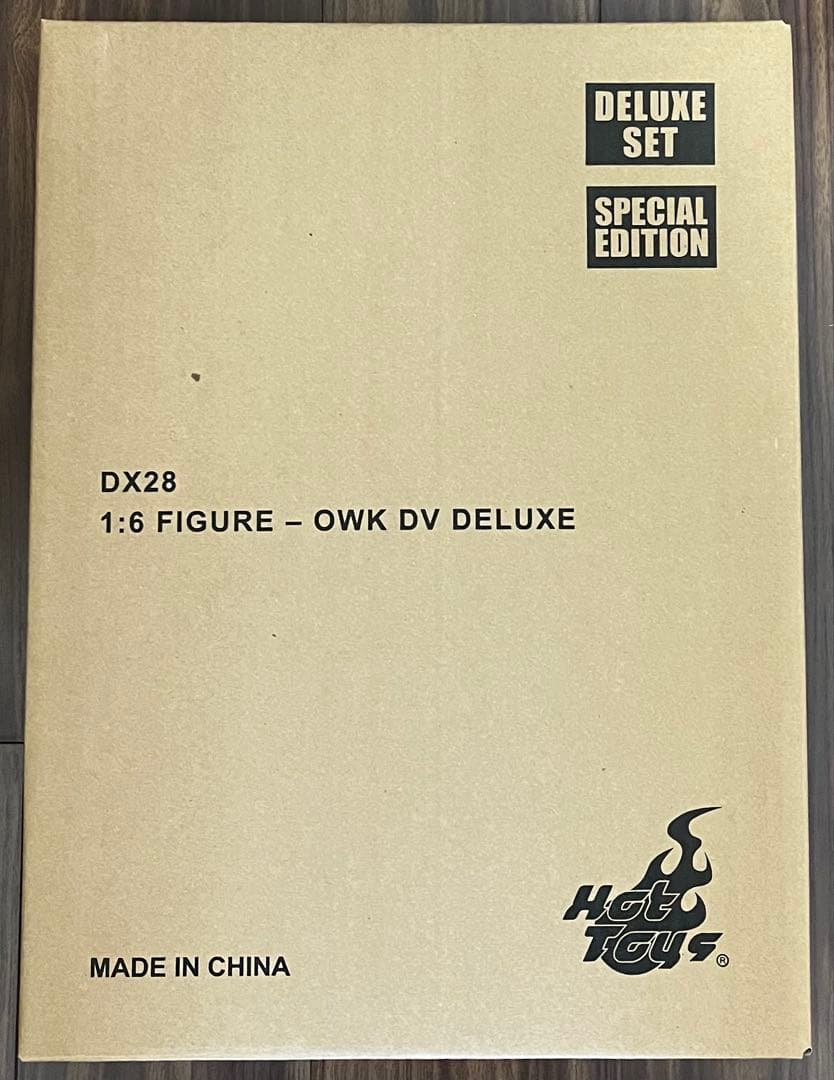 DELUXE
SET
SPECIAL
EDITION
DX28
1:6 FIGURE – OWK DV DELUXE
Hot
Toys®
MADE IN CHINA